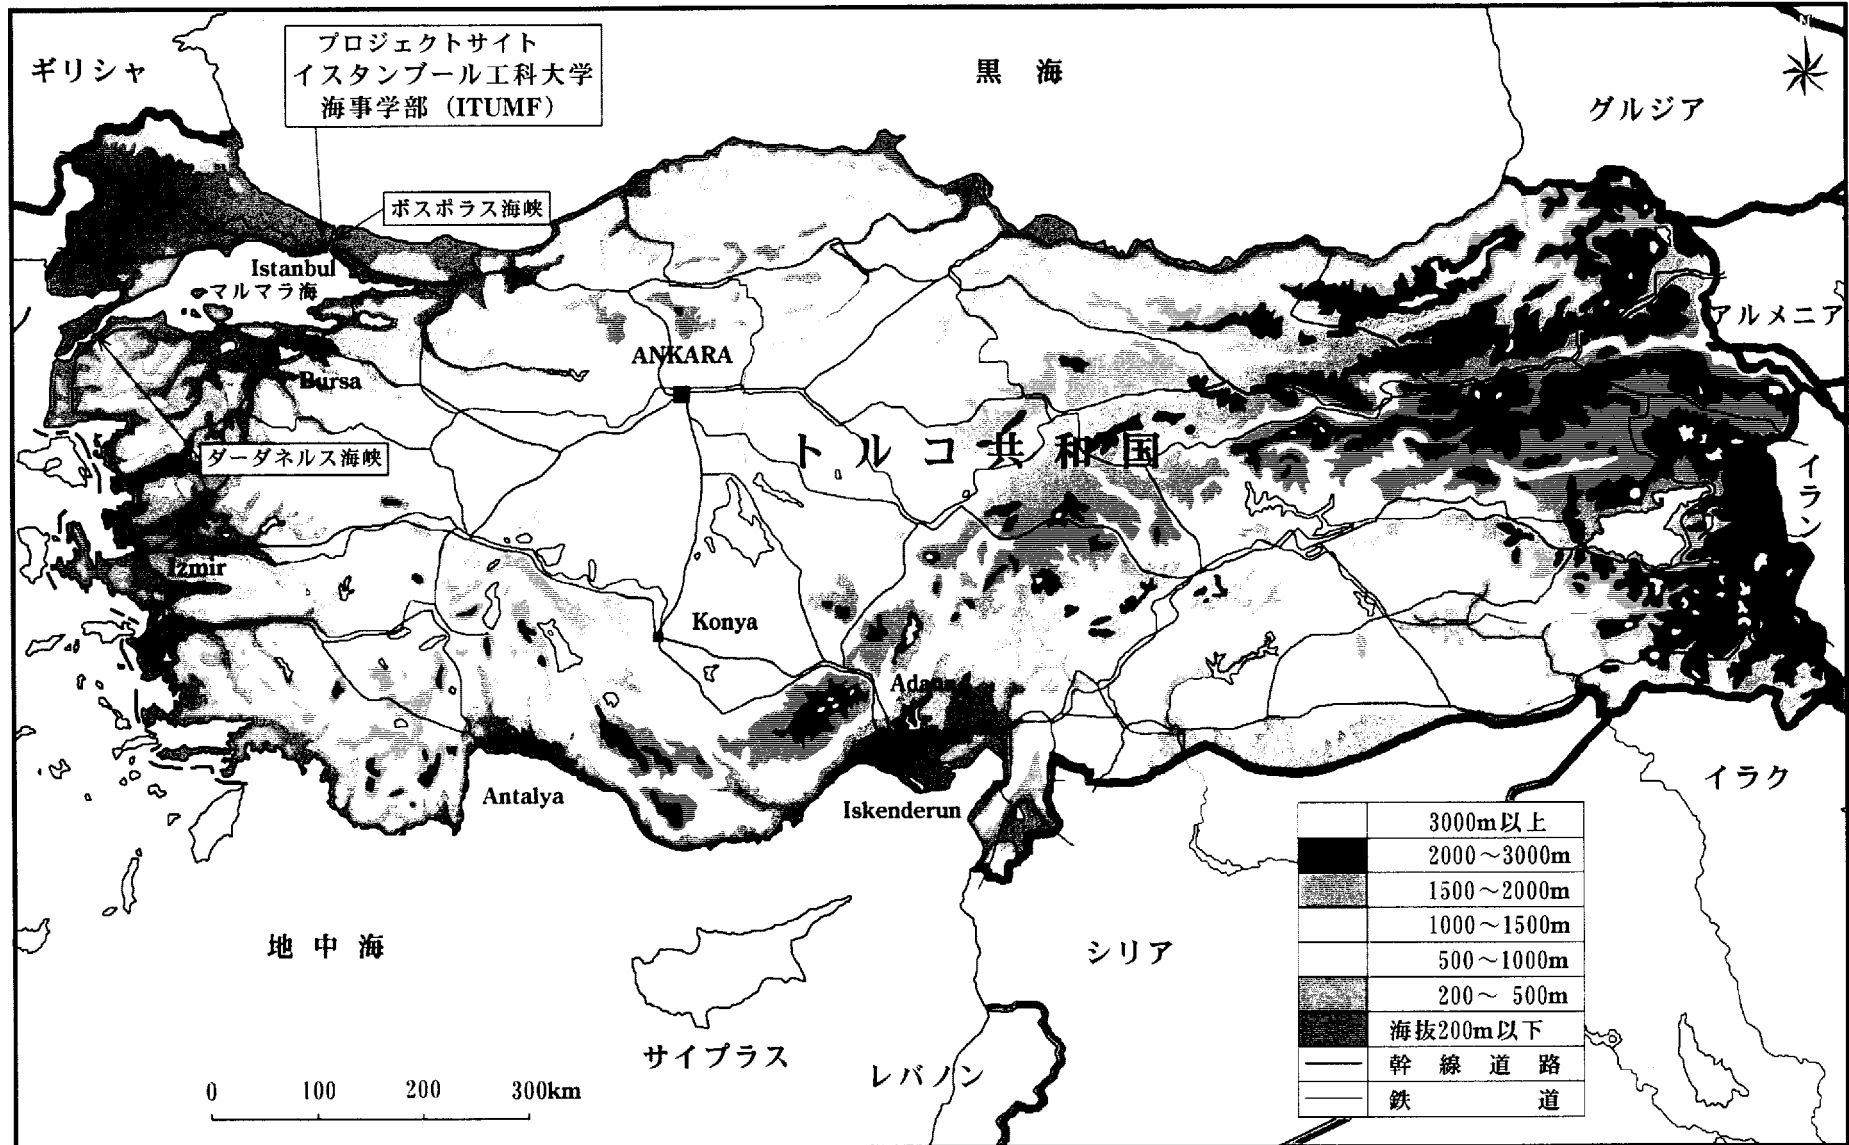 ギリシャ
プロジェクトサイト
イスタンブール工科大学
海事学部（ITUMF）
黒 海
N
グルジア
ボスポラス海峡
Istanbul
マルマラ海
アルメニア
ANKARA
Bursa
トルコ共和国
ダーダネルス海峡
イラン
Izmir
Konya
Adana
Antalya
Iskenderun
イラク
3000m以上
2000～3000m
1500～2000m
1000～1500m
500～1000m
200～ 500m
海抜200m以下
幹 線 道 路
鉄 道
地 中 海
シリア
サイプラス
レバノン
0 100 200 300km